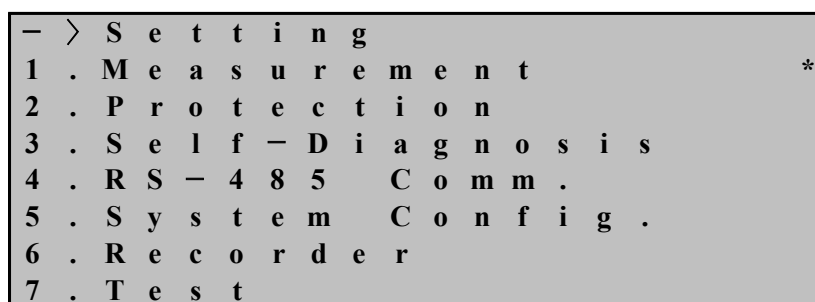 －〉Setting
1.Measurement *
2.Protection
3.Self－Diagnosis
4.RS－485 Comm.
5.System Config.
6.Recorder
7.Test